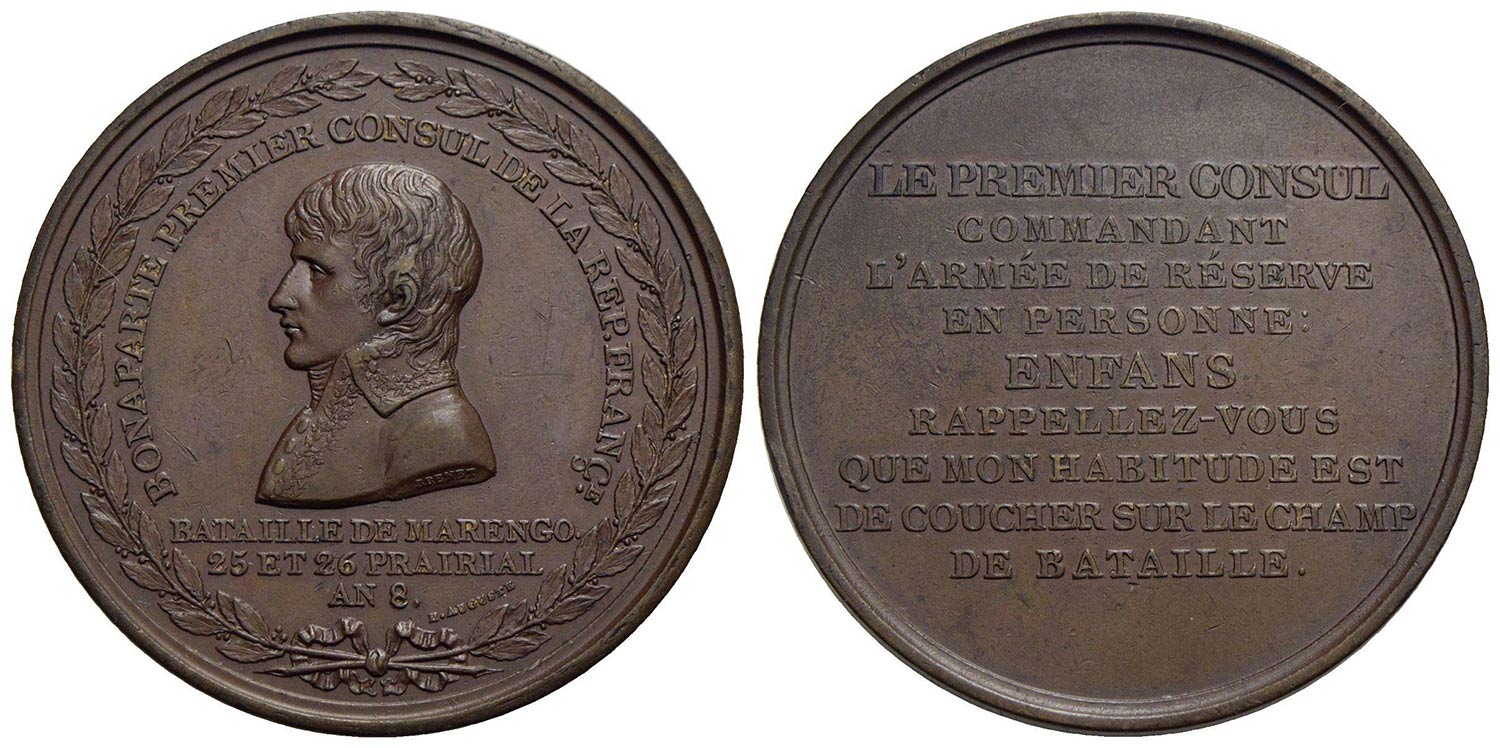 BONAPARTE PREMIER CONSUL DE LA REP. FRANÇE.
BRENET
BATAILLE DE MARENGO.
25 ET 26 PRAIRIAL
AN 8.
H. AUGUSTE
LE PREMIER CONSUL
COMMANDANT
L'ARMÉE DE RÉSERVE
EN PERSONNE:
ENFANS
RAPPELLEZ-VOUS
QUE MON HABITUDE EST
DE COUCHER SUR LE CHAMP
DE BATAILLE.